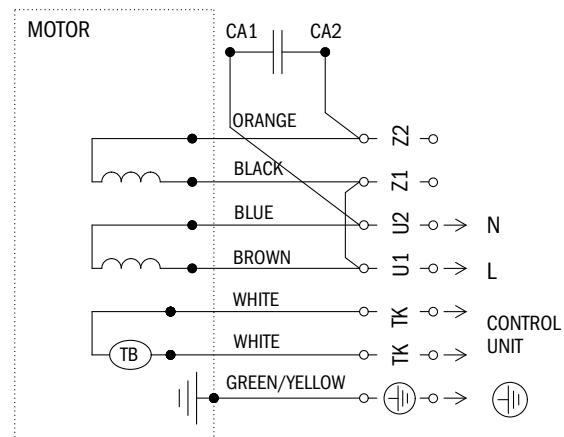 MOTOR
CA1
CA2
ORANGE
Z2
BLACK
Z1
BLUE
U2
N
BROWN
U1
L
WHITE
TK
CONTROL
UNIT
TB
WHITE
TK
GREEN/YELLOW